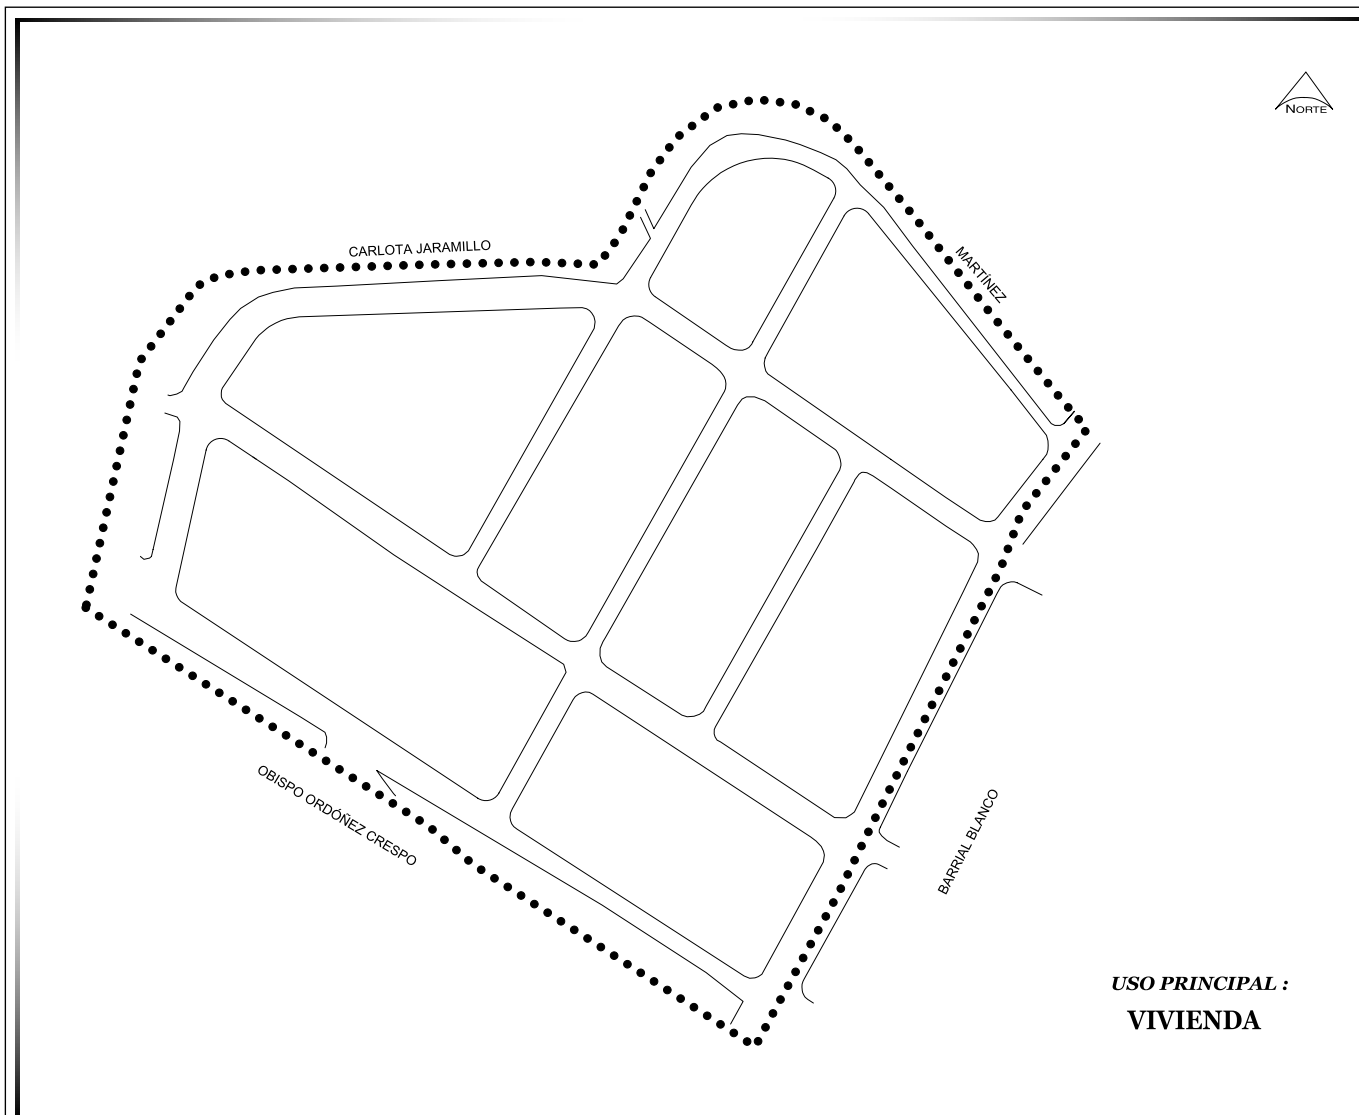 NORTE
CARLOTA JARAMILLO
MARTÍNEZ
OBISPO ORDÓÑEZ CRESPO
BARRIAL BLANCO
USO PRINCIPAL :
VIVIENDA